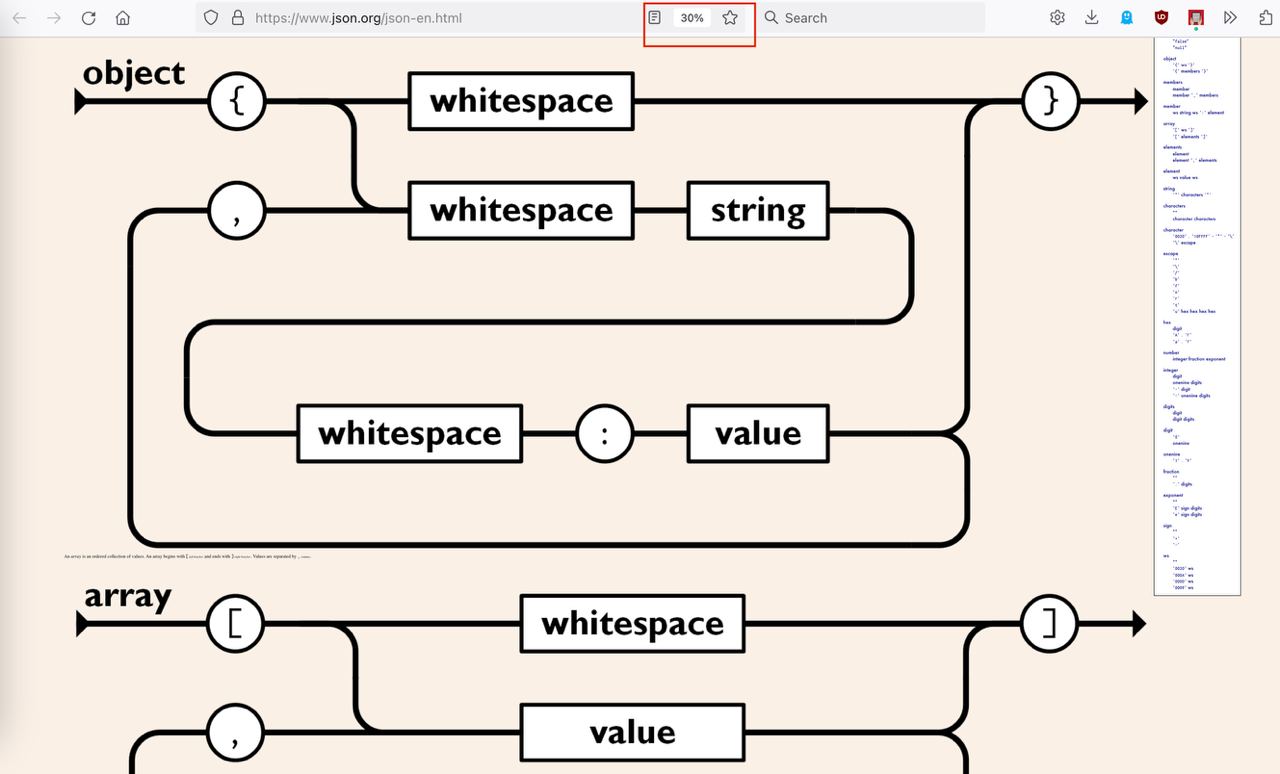 https://www.json.org/json-en.html
30%
Search
object
{
whitespace
}
,
whitespace
string
whitespace
:
value
An array is an ordered collection of values. An array begins with [ and ends with ] Values are separated by ,
array
[
whitespace
]
,
value
"false"
"null"
object
'{' ws '}'
'{' members '}'
members
member
member ',' members
member
ws string ws ':' element
array
'[' ws ']'
'[' elements ']'
elements
element
element ',' elements
element
ws value ws
string
'"' characters '"'
characters
""
character characters
character
'\' escape
escape
'u' hex hex hex hex
hex
digit
number
integer fraction exponent
integer
digit
onenine digits
'-' digit
'-' onenine digits
digits
digit
digit digits
digit
'0'
onenine
onenine
fraction
""
'.' digits
exponent
""
'E' sign digits
'e' sign digits
sign
""
'+'
'-'
ws
""
'0020' ws
'000A' ws
'000D' ws
'0009' ws